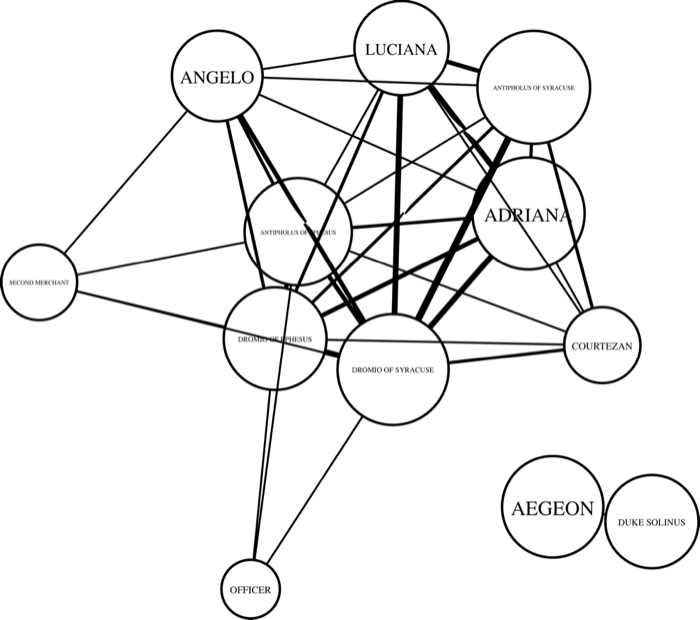 LUCIANA
ANGELO
ANTIPHOLUS OF SYRACUSE
ADRIANA
ANTIPHOLUS OF EPHESUS
SECOND MERCHANT
DROMIO OF EPHESUS
COURTEZAN
DROMIO OF SYRACUSE
AEGEON
DUKE SOLINUS
OFFICER